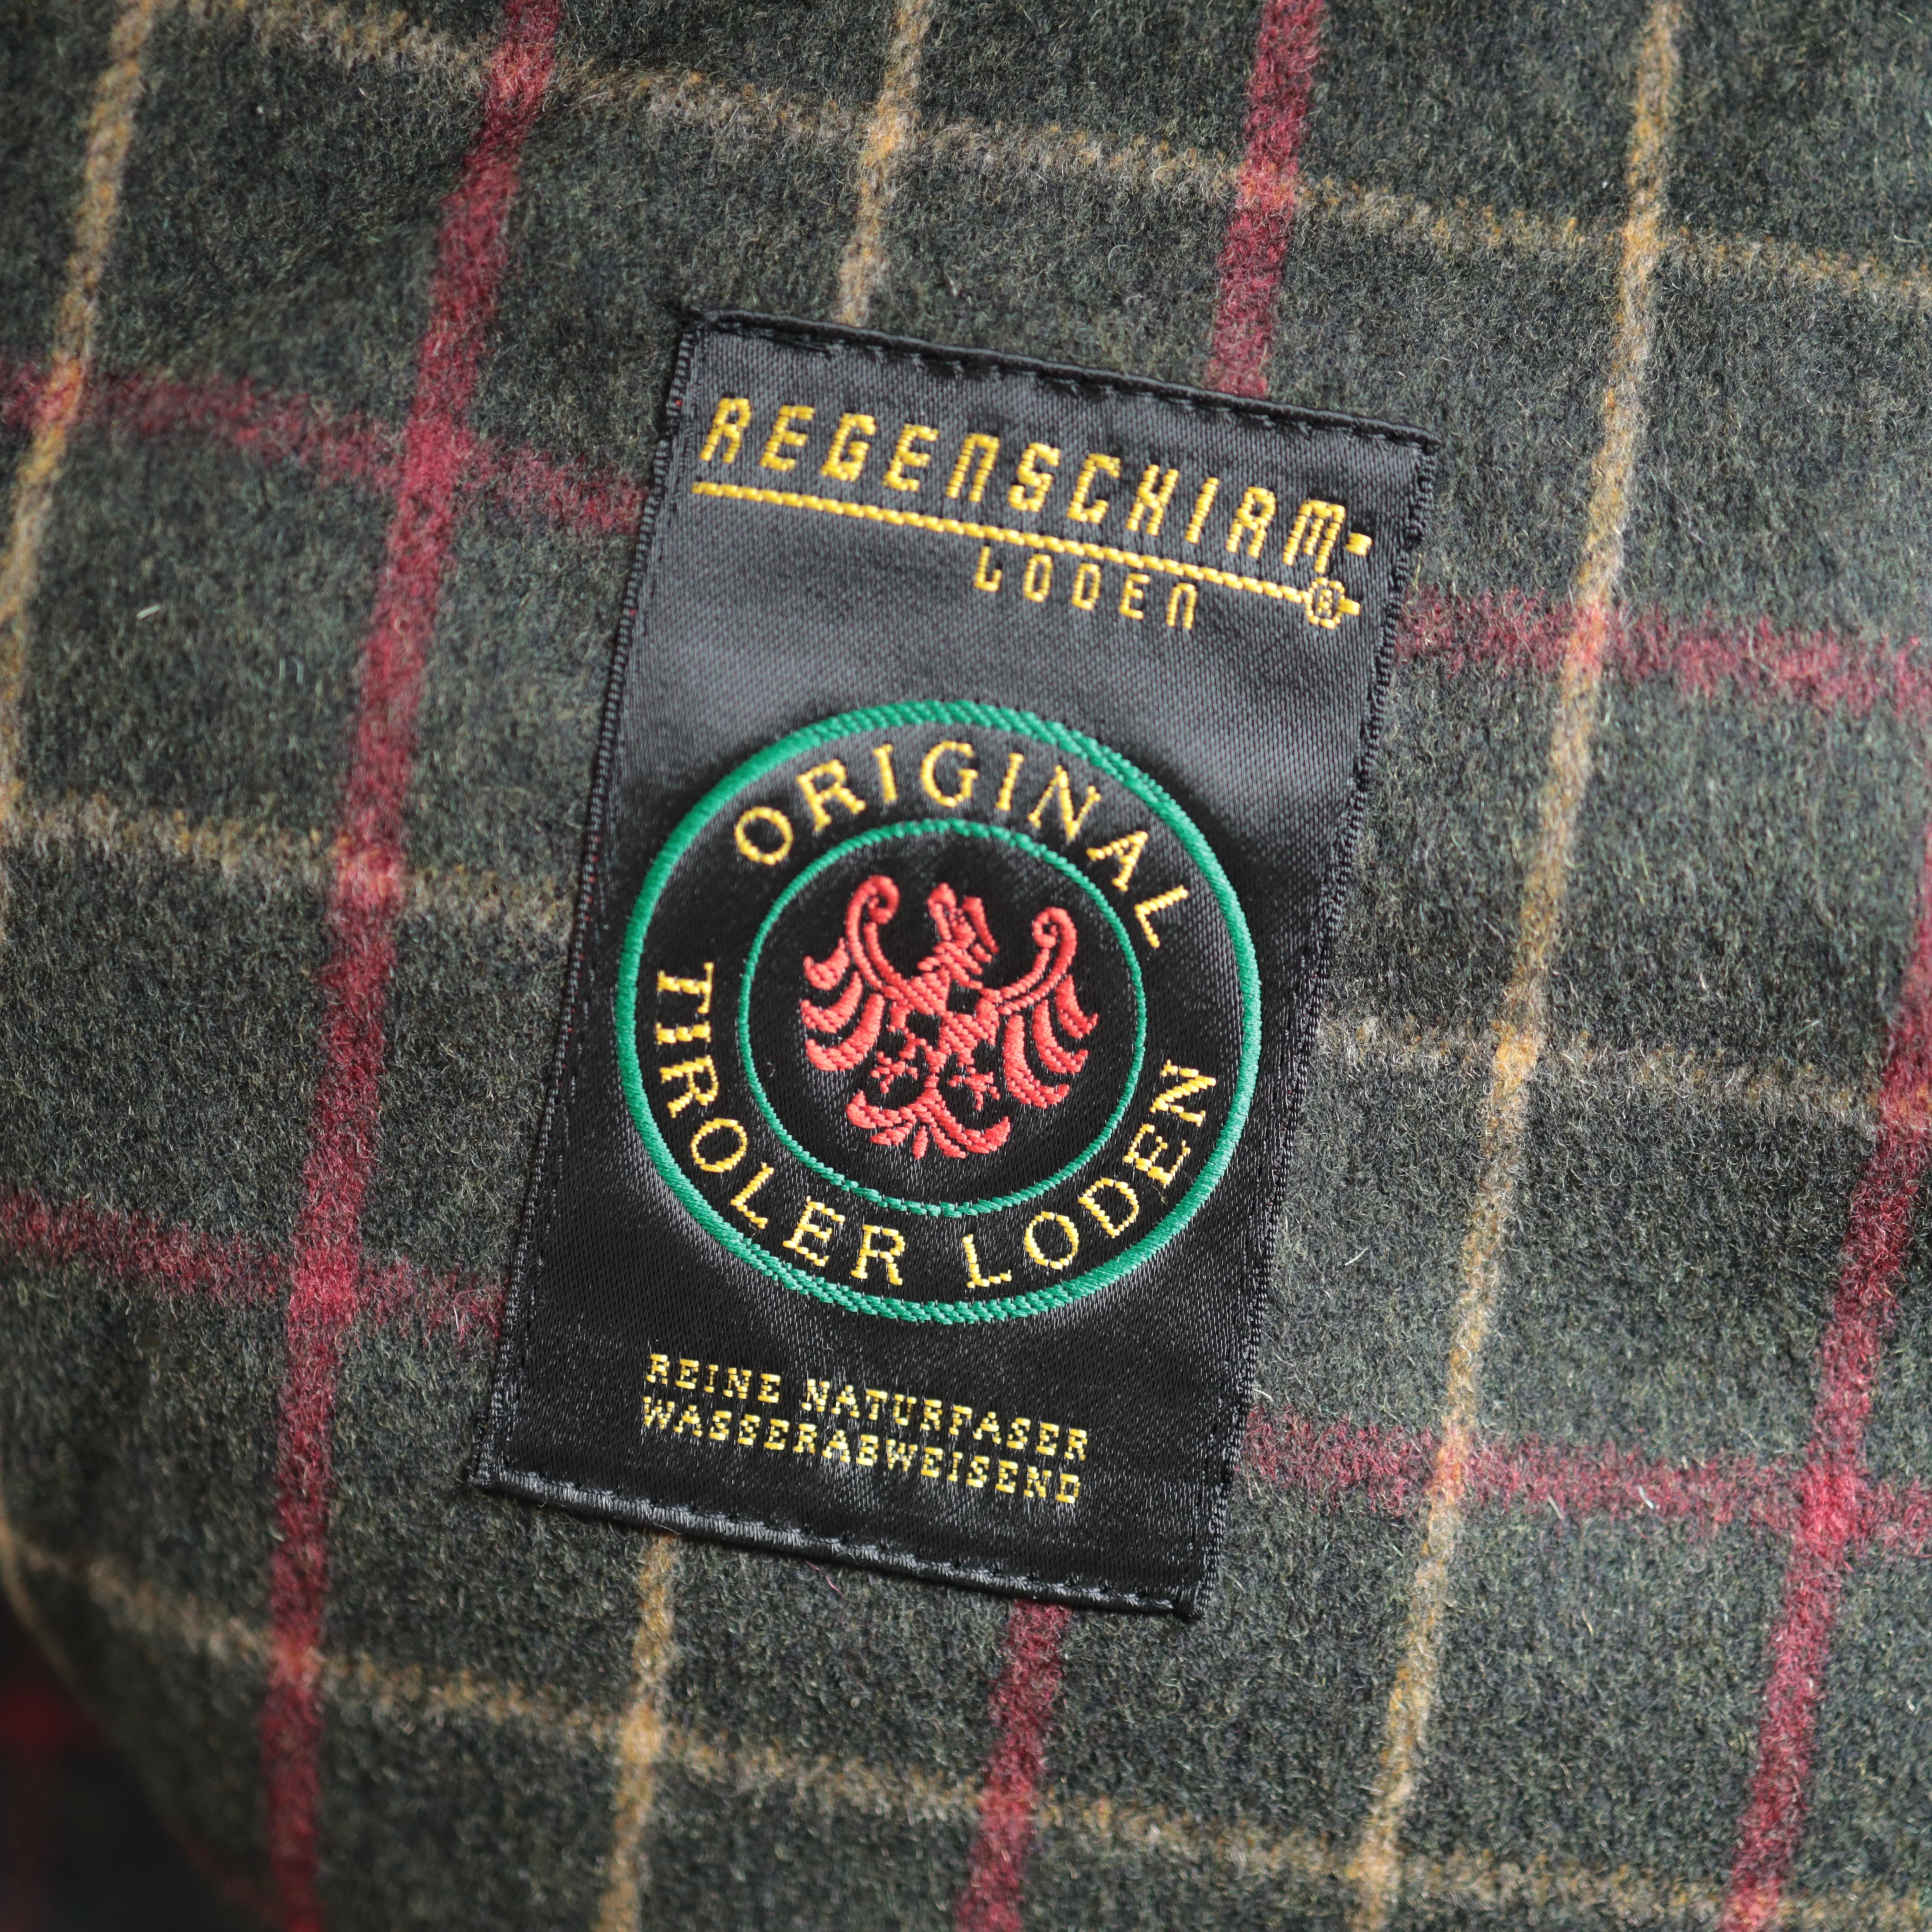 REGENSCHIRM-
LODEN
®
ORIGINAL
TIROLER LODEN
REINE NATURFASER
WASSERABWEISEND